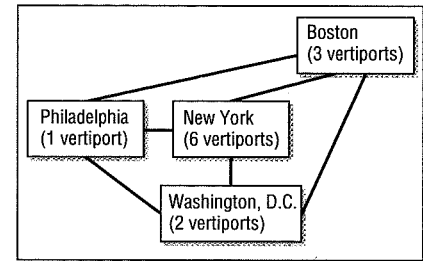 Boston
(3 vertiports)
Philadelphia
(1 vertiport)
New York
(6 vertiports)
Washington, D.C.
(2 vertiports)